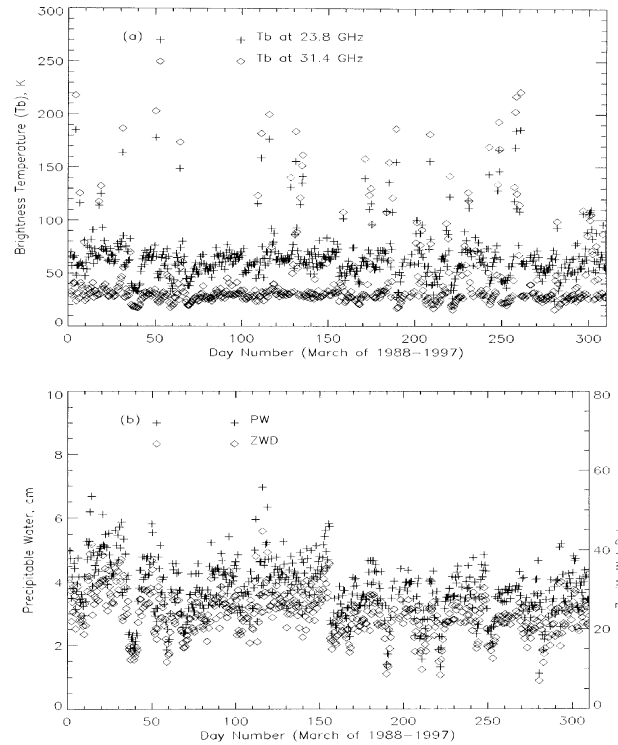 300
250
200
150
100
50
0
Brightness Temperature (Tb), K
(a)
+ + Tb at 23.8 GHz
◇ ◇ Tb at 31.4 GHz
0 50 100 150 200 250 300
Day Number (March of 1988–1997)
10
8
6
4
2
0
Precipitable Water, cm
(b)
+ + PW
◇ ◇ ZWD
80
60
40
20
0
0 50 100 150 200 250 300
Day Number (March of 1988–1997)